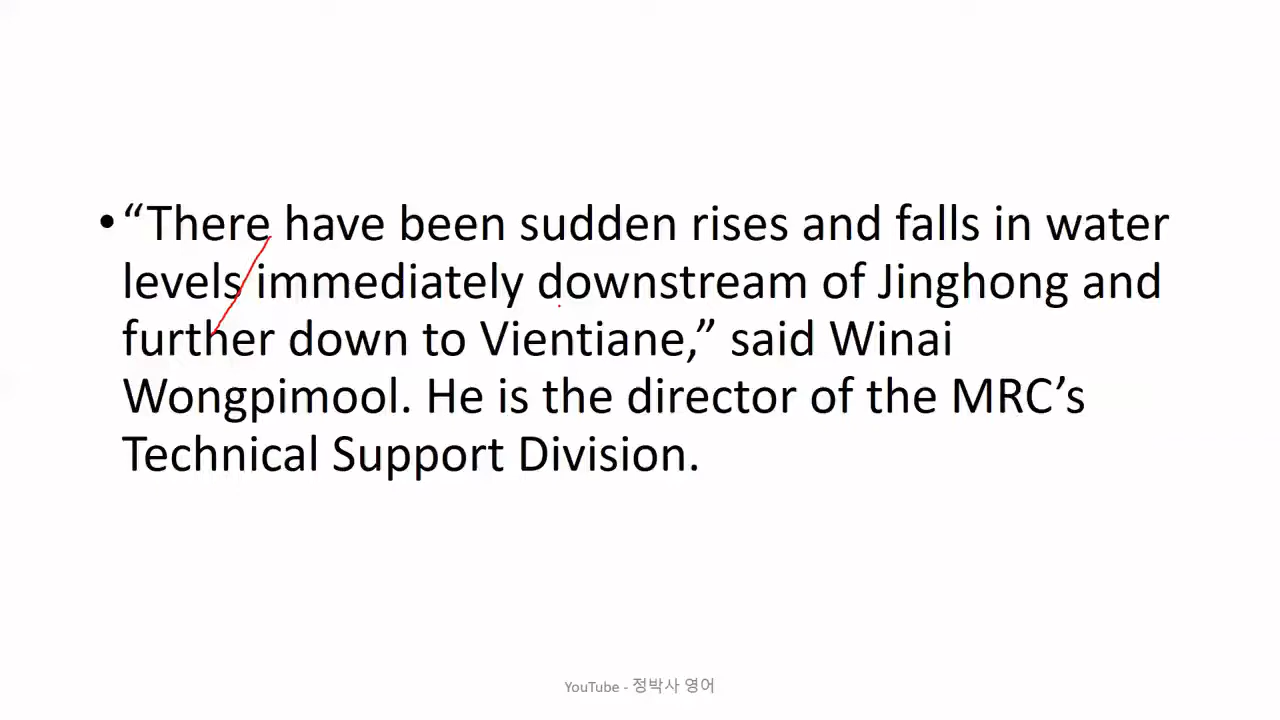 • “There have been sudden rises and falls in water
levels immediately downstream of Jinghong and
further down to Vientiane,” said Winai
Wongpimool. He is the director of the MRC’s
Technical Support Division.
YouTube - 정박사 영어